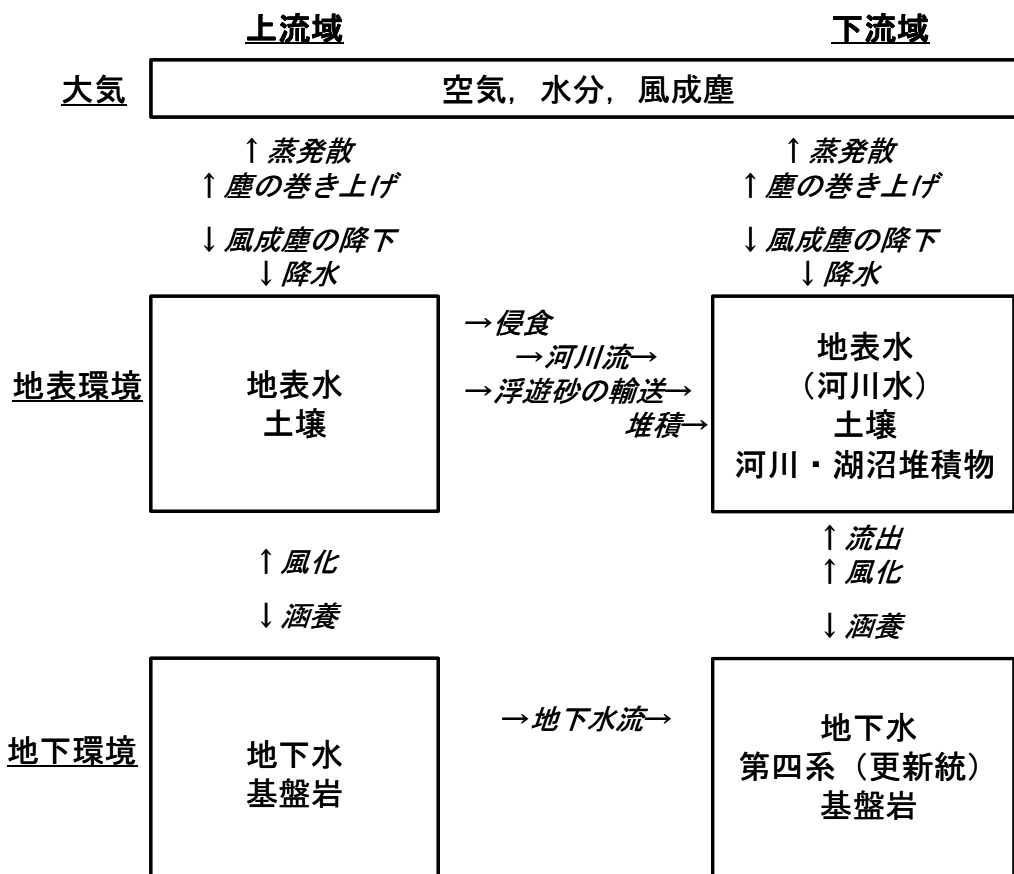 上流域
下流域
大気
空気，水分，風成塵
↑蒸発散
↑塵の巻き上げ
↓風成塵の降下
↓降水
↑蒸発散
↑塵の巻き上げ
↓風成塵の降下
↓降水
地表環境
地表水
土壌
→侵食
→河川流→
→浮遊砂の輸送→
堆積→
地表水
（河川水）
土壌
河川・湖沼堆積物
↑風化
↓涵養
↑流出
↑風化
↓涵養
地下環境
地下水
基盤岩
→地下水流→
地下水
第四系（更新統）
基盤岩